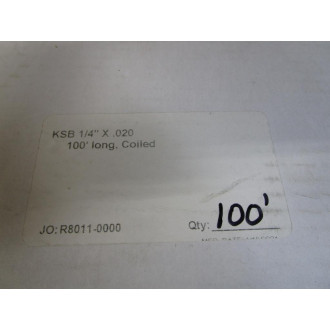 KSB 1/4" X .020
100' long, Coiled
JO: R8011-0000 Qty: 100'